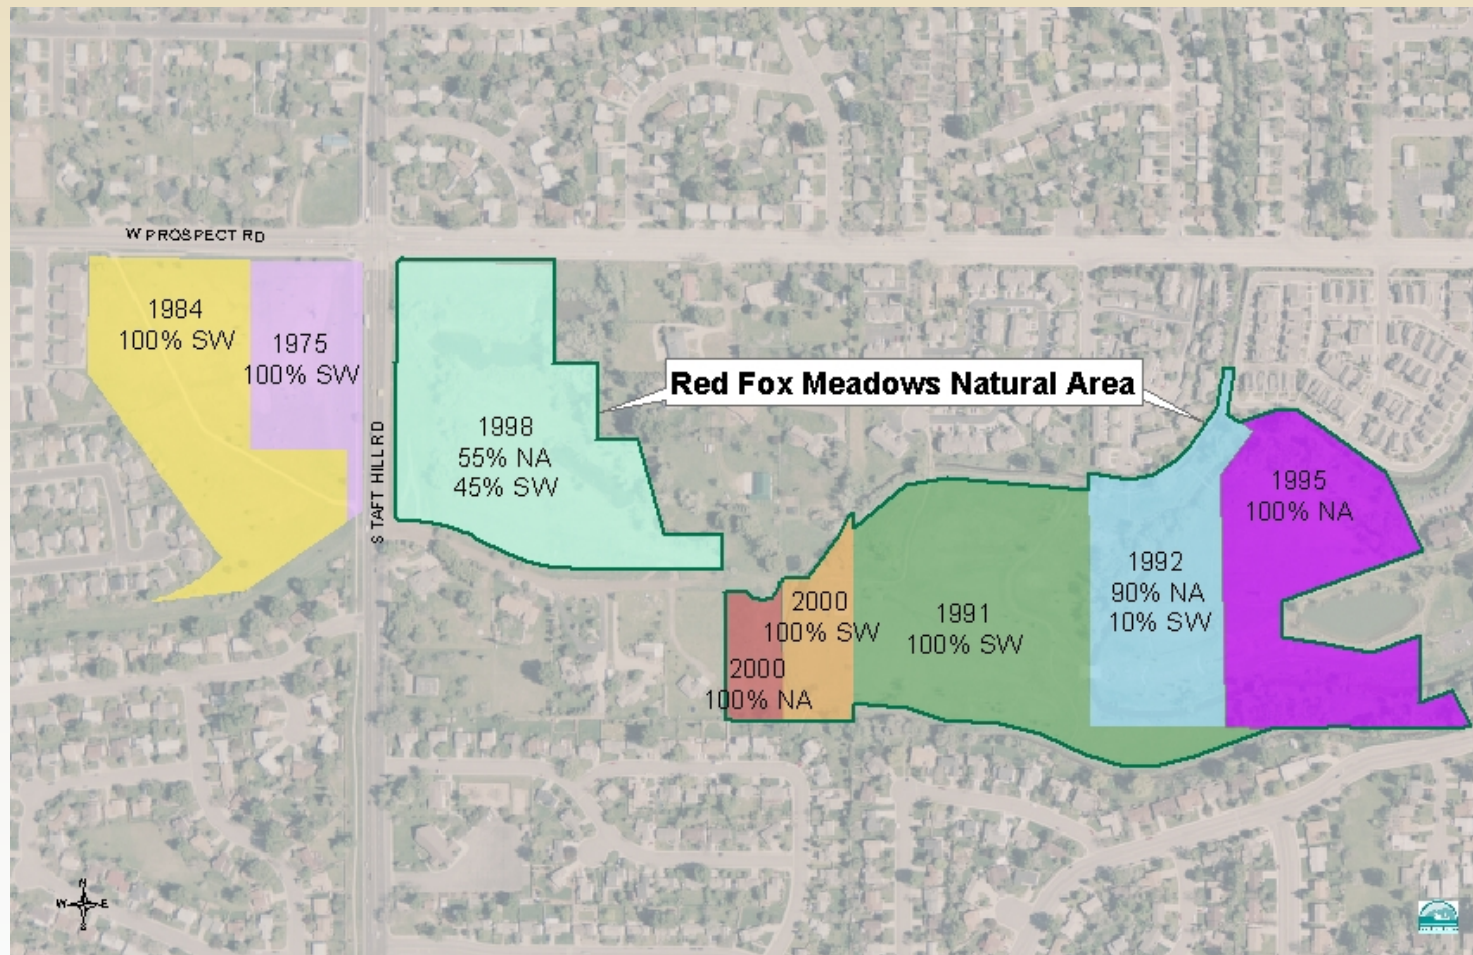 W PROSPECT RD
1984
100% SW
1975
100% SW
S TAFT HILL RD
1998
55% NA
45% SW
Red Fox Meadows Natural Area
2000
100% NA
2000
100% SW
1991
100% SW
1992
90% NA
10% SW
1995
100% NA
N
W E
S